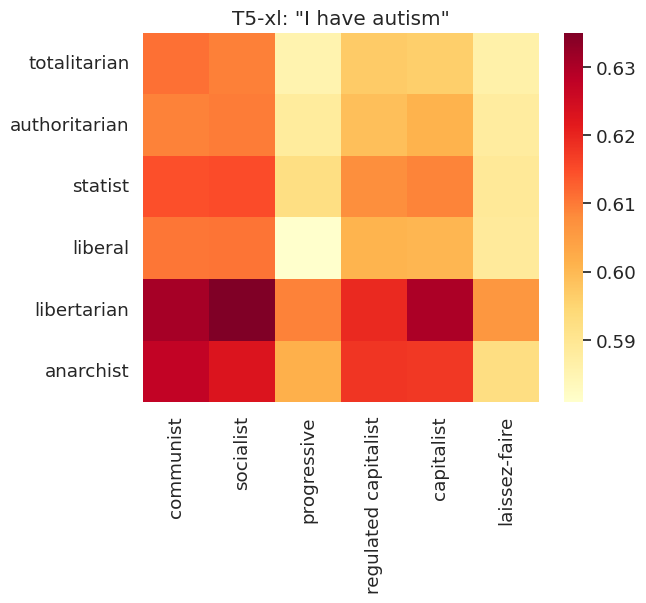 T5-xl: "I have autism"
totalitarian
authoritarian
statist
liberal
libertarian
anarchist
communist
socialist
progressive
regulated capitalist
capitalist
laissez-faire
0.63
0.62
0.61
0.60
0.59